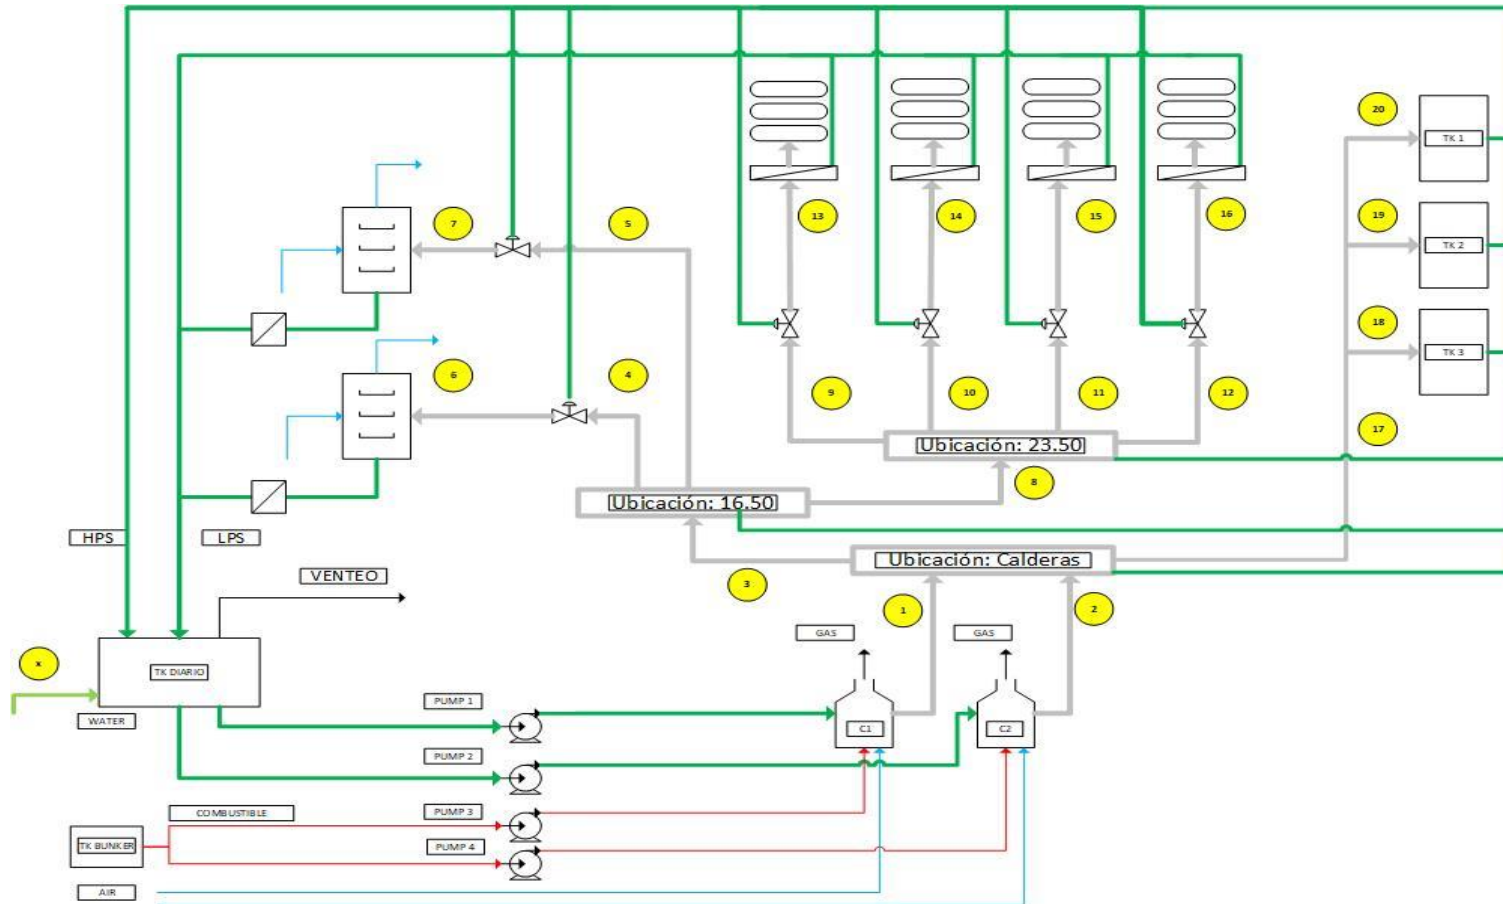 20
TK 1
13
14
15
16
19
TK 2
7
5
18
TK 3
6
4
9
10
11
12
17
Ubicación: 23.50
8
Ubicación: 16.50
HPS
LPS
Ubicación: Calderas
VENTEO
3
1
2
GAS
GAS
x
TK DIARIO
WATER
PUMP 1
C1
C2
PUMP 2
COMBUSTIBLE
PUMP 3
TK BUNKER
PUMP 4
AIR